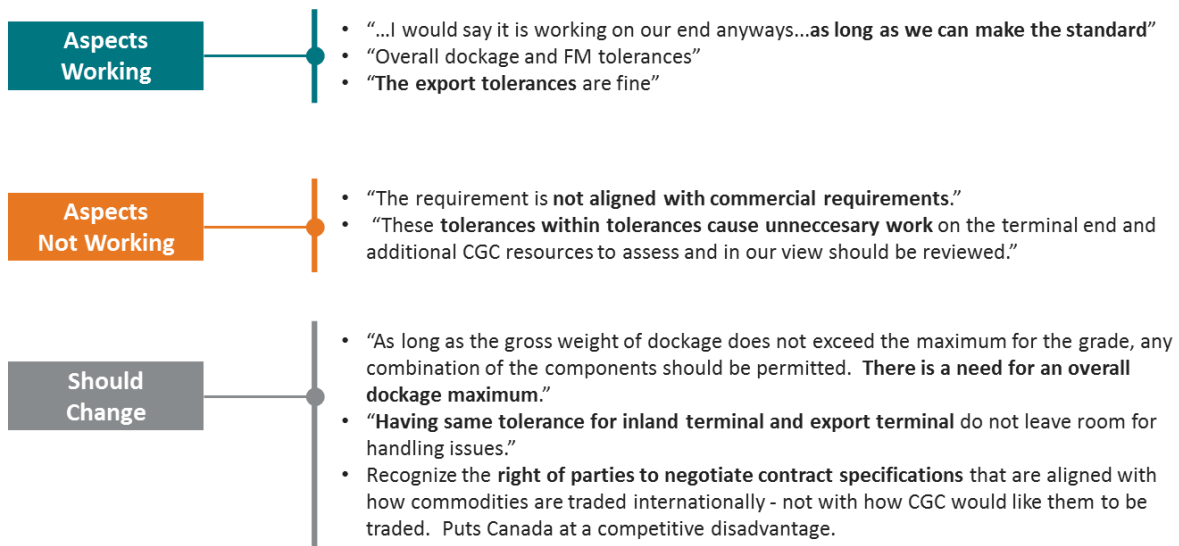 Aspects
Working
• “…I would say it is working on our end anyways...as long as we can make the standard”
• “Overall dockage and FM tolerances”
• “The export tolerances are fine”
Aspects
Not Working
• “The requirement is not aligned with commercial requirements.”
• “These tolerances within tolerances cause unneccesary work on the terminal end and
additional CGC resources to assess and in our view should be reviewed.”
Should
Change
• “As long as the gross weight of dockage does not exceed the maximum for the grade, any
combination of the components should be permitted. There is a need for an overall
dockage maximum.”
• “Having same tolerance for inland terminal and export terminal do not leave room for
handling issues.”
• Recognize the right of parties to negotiate contract specifications that are aligned with
how commodities are traded internationally - not with how CGC would like them to be
traded. Puts Canada at a competitive disadvantage.